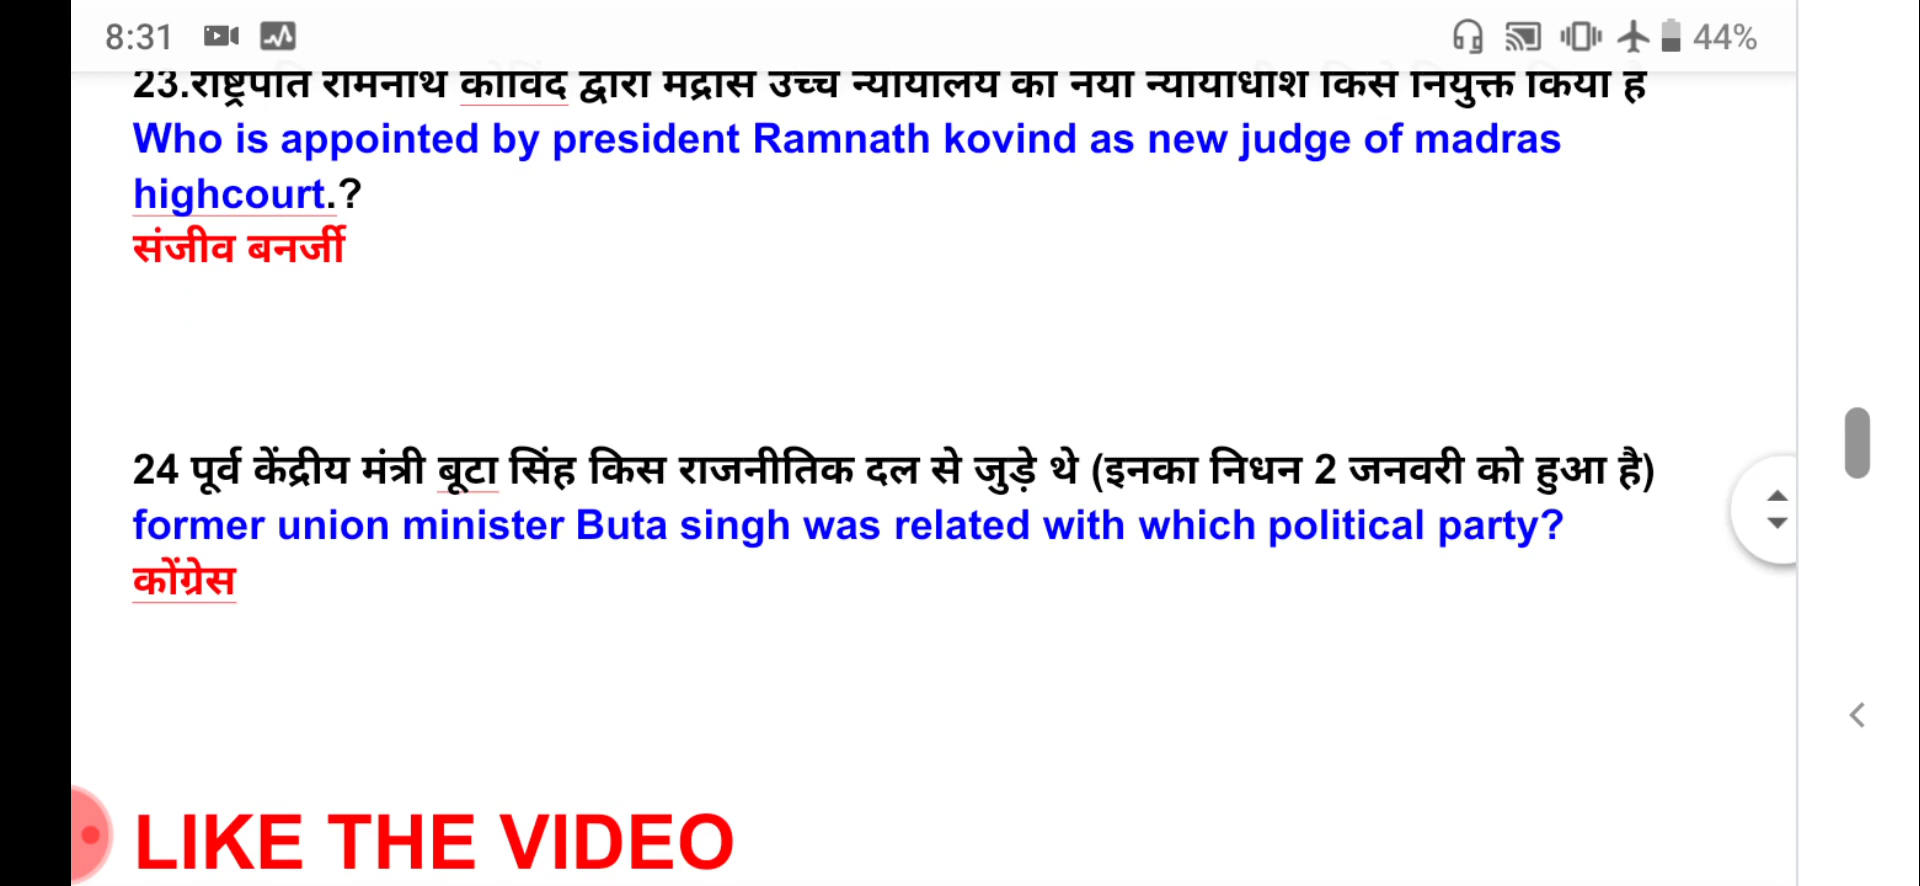 8:31
44%
23.राष्ट्रपति रामनाथ कोविंद द्वारा मद्रास उच्च न्यायालय का नया न्यायाधीश किसे नियुक्त किया है
Who is appointed by president Ramnath kovind as new judge of madras
highcourt.?
संजीव बनर्जी
24 पूर्व केंद्रीय मंत्री बूटा सिंह किस राजनीतिक दल से जुड़े थे (इनका निधन 2 जनवरी को हुआ है)
former union minister Buta singh was related with which political party?
कोंग्रेस
LIKE THE VIDEO